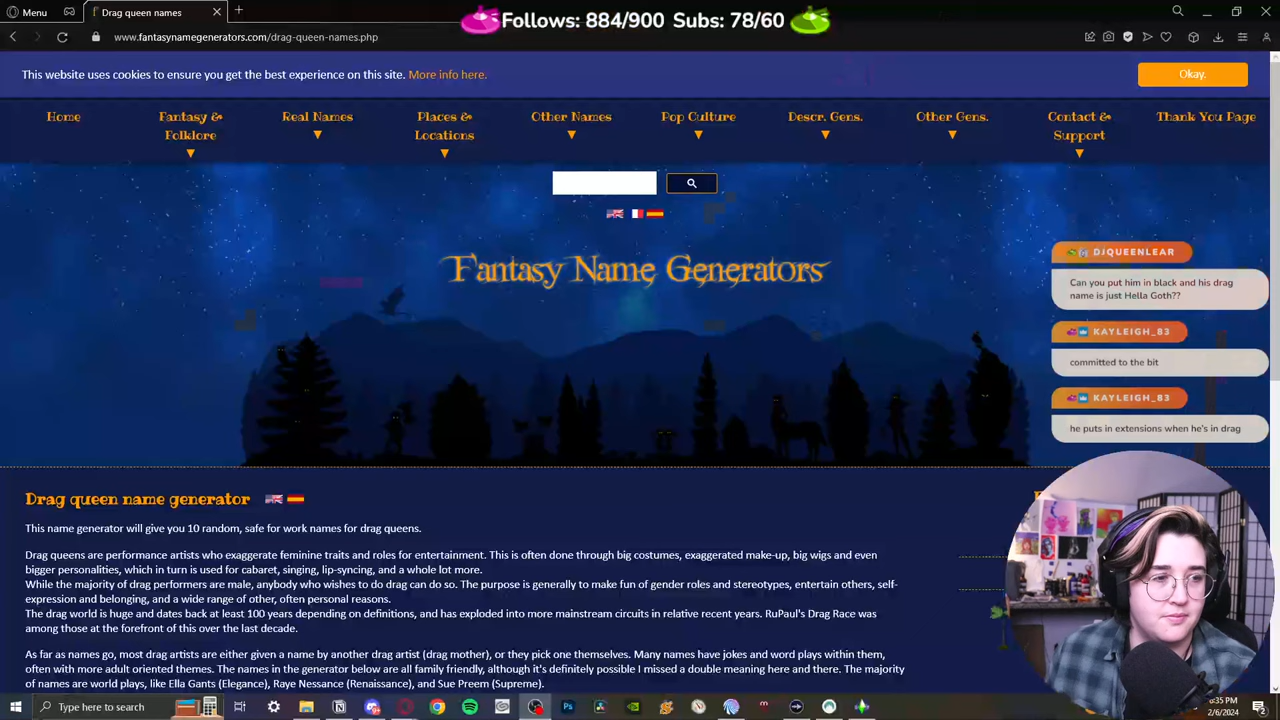 Menu
Drag queen names
Follows: 884/900 Subs: 78/60
www.fantasynamegenerators.com/drag-queen-names.php
This website uses cookies to ensure you get the best experience on this site. More info here.
Okay.
Home
Fantasy &
Folklore
Real Names
Places &
Locations
Other Names
Pop Culture
Descr. Gens.
Other Gens.
Contact &
Support
Thank You Page
Fantasy Name Generators
DJQUEENLEAR
Can you put him in black and his drag
name is just Hella Goth??
KAYLEIGH_83
committed to the bit
KAYLEIGH_83
he puts in extensions when he's in drag
Drag queen name generator
This name generator will give you 10 random, safe for work names for drag queens.
Drag queens are performance artists who exaggerate feminine traits and roles for entertainment. This is often done through big costumes, exaggerated make-up, big wigs and even
bigger personalities, which in turn is used for cabaret, singing, lip-syncing, and a whole lot more.
While the majority of drag performers are male, anybody who wishes to do drag can do so. The purpose is generally to make fun of gender roles and stereotypes, entertain others, self-
expression and belonging, and a wide range of other, often personal reasons.
The drag world is huge and dates back at least 100 years depending on definitions, and has exploded into more mainstream circuits in relative recent years. RuPaul's Drag Race was
among those at the forefront of this over the last decade.
As far as names go, most drag artists are either given a name by another drag artist (drag mother), or they pick one themselves. Many names have jokes and word plays within them,
often with more adult oriented themes. The names in the generator below are all family friendly, although it's definitely possible I missed a double meaning here and there. The majority
of names are world plays, like Ella Gants (Elegance), Raye Nessance (Renaissance), and Sue Preem (Supreme).
Type here to search
:35 PM
2/6/2024